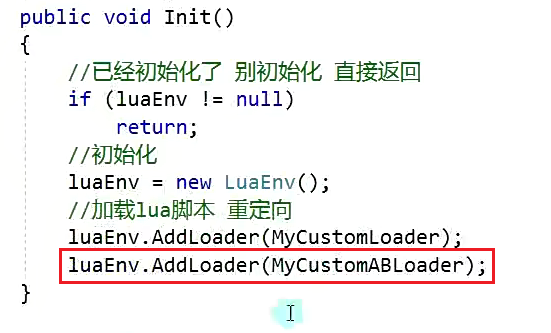 public void Init()
{
//已经初始化了 别初始化 直接返回
if (luaEnv != null)
return;
//初始化
luaEnv = new LuaEnv();
//加载lua脚本 重定向
luaEnv.AddLoader(MyCustomLoader);
luaEnv.AddLoader(MyCustomABLoader);
}